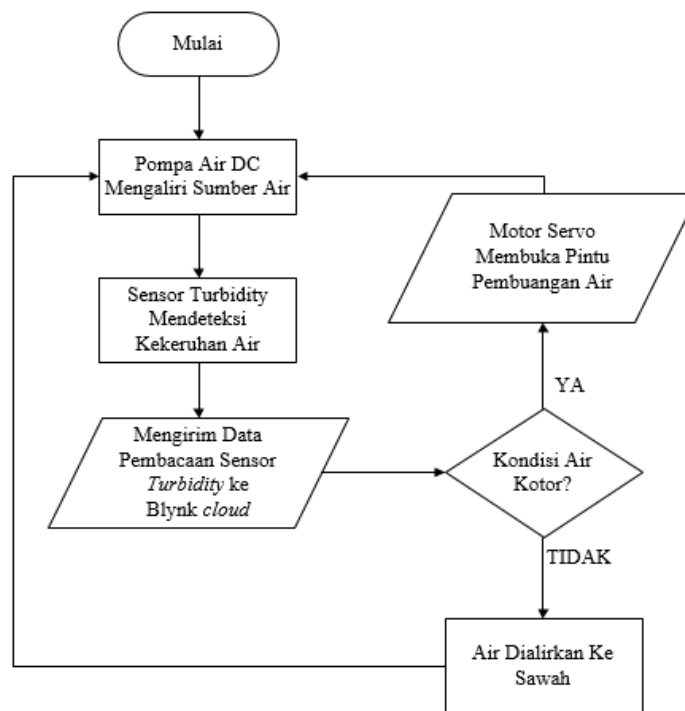 Mulai
Pompa Air DC
Mengaliri Sumber Air
Sensor Turbidity
Mendeteksi
Kekeruhan Air
Mengirim Data
Pembacaan Sensor
Turbidity ke
Blynk cloud
Kondisi Air
Kotor?
YA
Motor Servo
Membuka Pintu
Pembuangan Air
TIDAK
Air Dialirkan Ke
Sawah